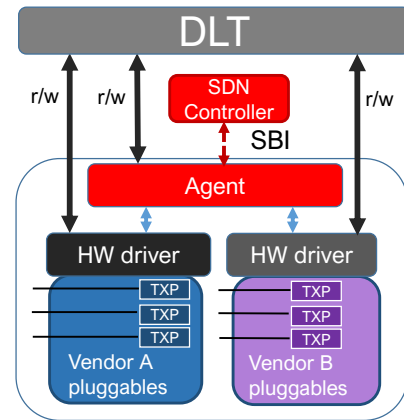 DLT
r/w
r/w
r/w
SDN
Controller
SBI
Agent
HW driver
HW driver
TXP
TXP
TXP
TXP
TXP
TXP
Vendor A
pluggables
Vendor B
pluggables